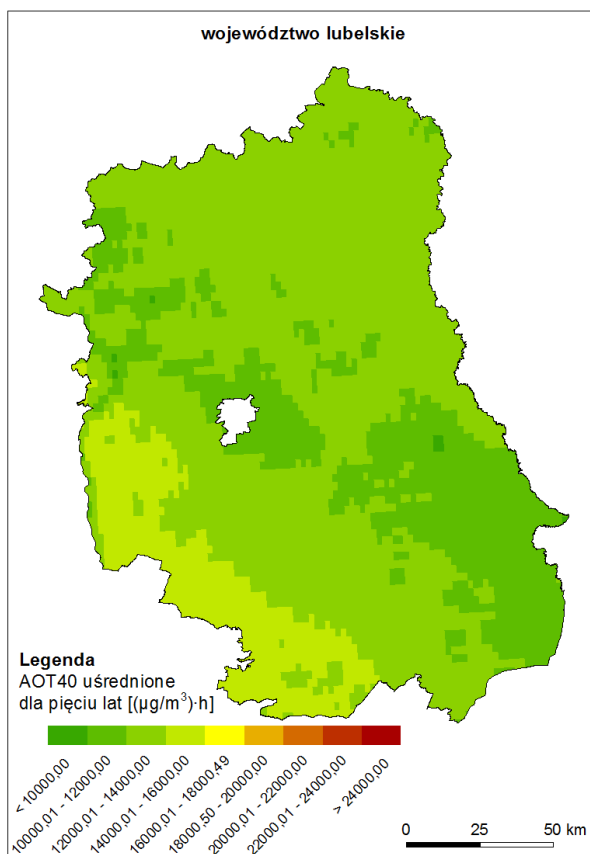 województwo lubelskie
Legenda
AOT40 uśrednione
dla pięciu lat [(µg/m³)·h]
< 10000,00
10000,01 - 12000,00
12000,01 - 14000,00
14000,01 - 16000,00
16000,01 - 18000,49
18000,50 - 20000,00
20000,01 - 22000,00
22000,01 - 24000,00
> 24000,00
0 25 50 km